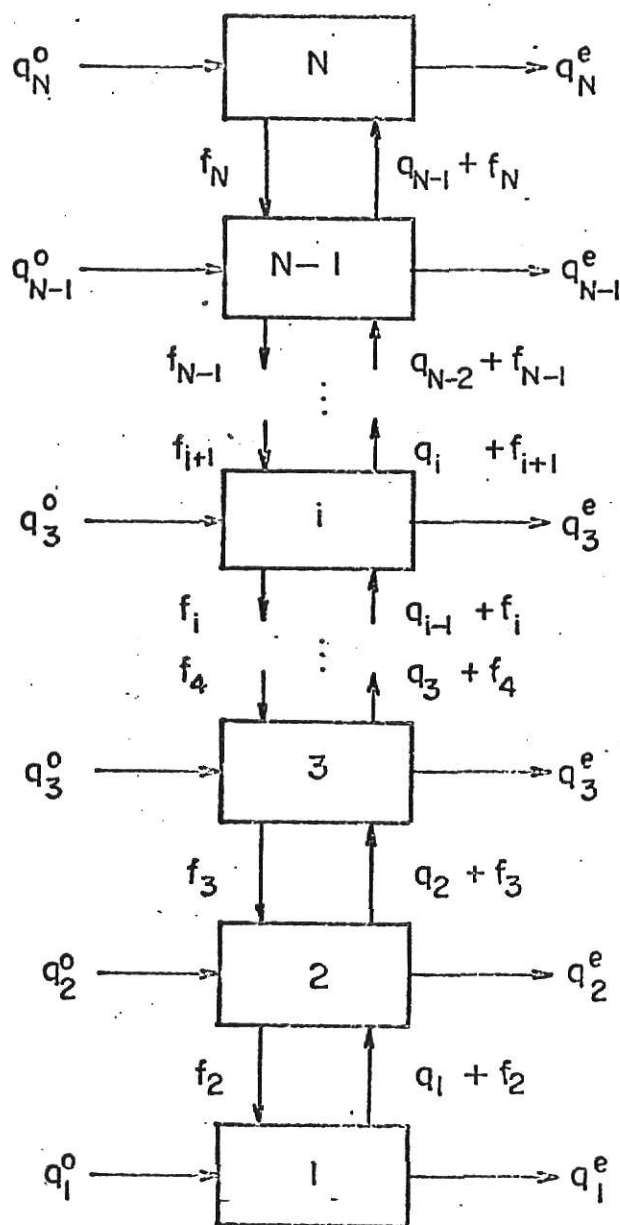 q_N^o N q_N^e
f_N q_{N-1} + f_N
q_{N-1}^o N-1 q_{N-1}^e
f_{N-1} q_{N-2} + f_{N-1}
⋮
f_{i+1} q_i + f_{i+1}
q_3^o i q_3^e
f_i q_{i-1} + f_i
⋮
f_4 q_3 + f_4
q_3^o 3 q_3^e
f_3 q_2 + f_3
q_2^o 2 q_2^e
f_2 q_1 + f_2
q_1^o 1 q_1^e